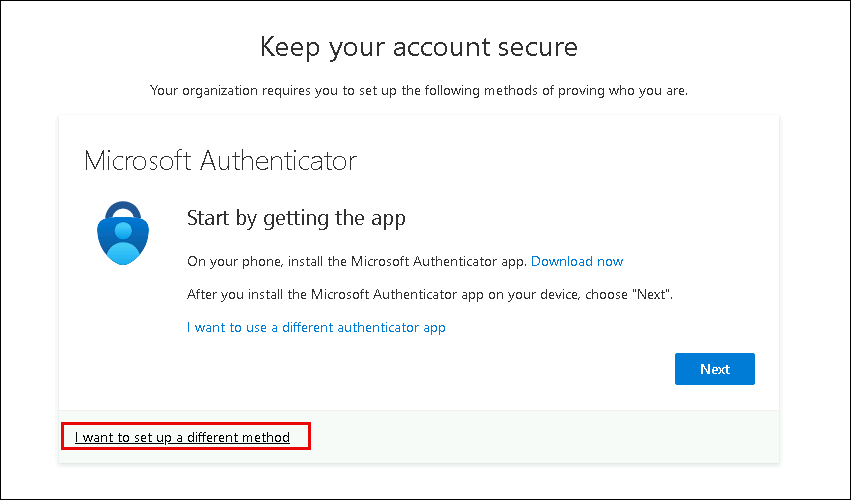 Keep your account secure
Your organization requires you to set up the following methods of proving who you are.
Microsoft Authenticator
Start by getting the app
On your phone, install the Microsoft Authenticator app. Download now
After you install the Microsoft Authenticator app on your device, choose "Next".
I want to use a different authenticator app
Next
I want to set up a different method